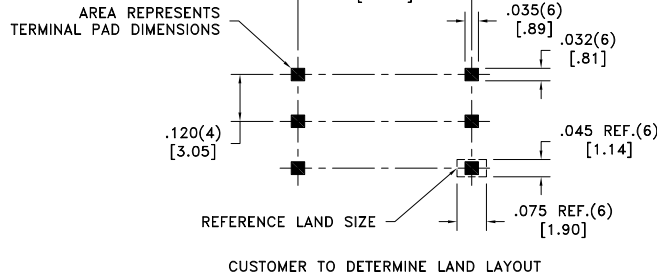 AREA REPRESENTS
TERMINAL PAD DIMENSIONS
.035(6)
[.89]
.032(6)
[.81]
.120(4)
[3.05]
.045 REF.(6)
[1.14]
REFERENCE LAND SIZE
.075 REF.(6)
[1.90]
CUSTOMER TO DETERMINE LAND LAYOUT